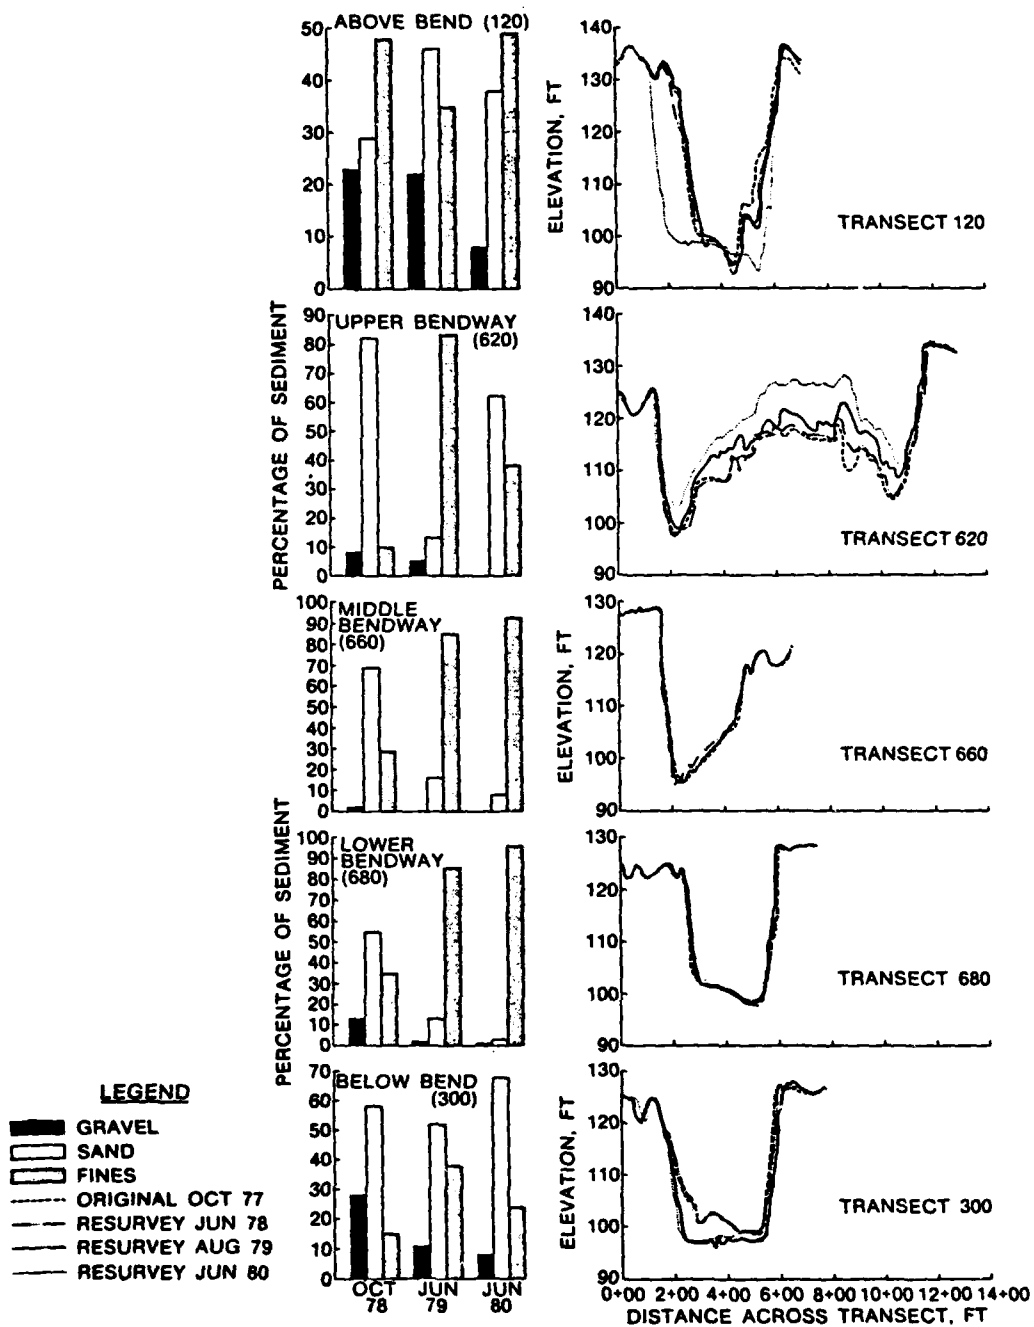 ABOVE BEND (120)
50
40
30
20
10
0
140
130
120
110
100
90
ELEVATION, FT
TRANSECT 120
UPPER BENDWAY
(620)
90
80
70
60
50
40
30
20
10
0
PERCENTAGE OF SEDIMENT
140
130
120
110
100
90
TRANSECT 620
MIDDLE
BENDWAY
(660)
100
90
80
70
60
50
40
30
20
10
0
130
120
110
100
90
ELEVATION, FT
TRANSECT 660
LOWER
BENDWAY
(680)
100
90
80
70
60
50
40
30
20
10
0
PERCENTAGE OF SEDIMENT
130
120
110
100
90
TRANSECT 680
BELOW BEND
(300)
70
60
50
40
30
20
10
0
OCT
78
JUN
79
JUN
80
130
120
110
100
90
ELEVATION, FT
TRANSECT 300
0+00 2+00 4+00 6+00 8+00 10+00 12+00 14+00
DISTANCE ACROSS TRANSECT, FT
LEGEND
GRAVEL
SAND
FINES
ORIGINAL OCT 77
RESURVEY JUN 78
RESURVEY AUG 79
RESURVEY JUN 80